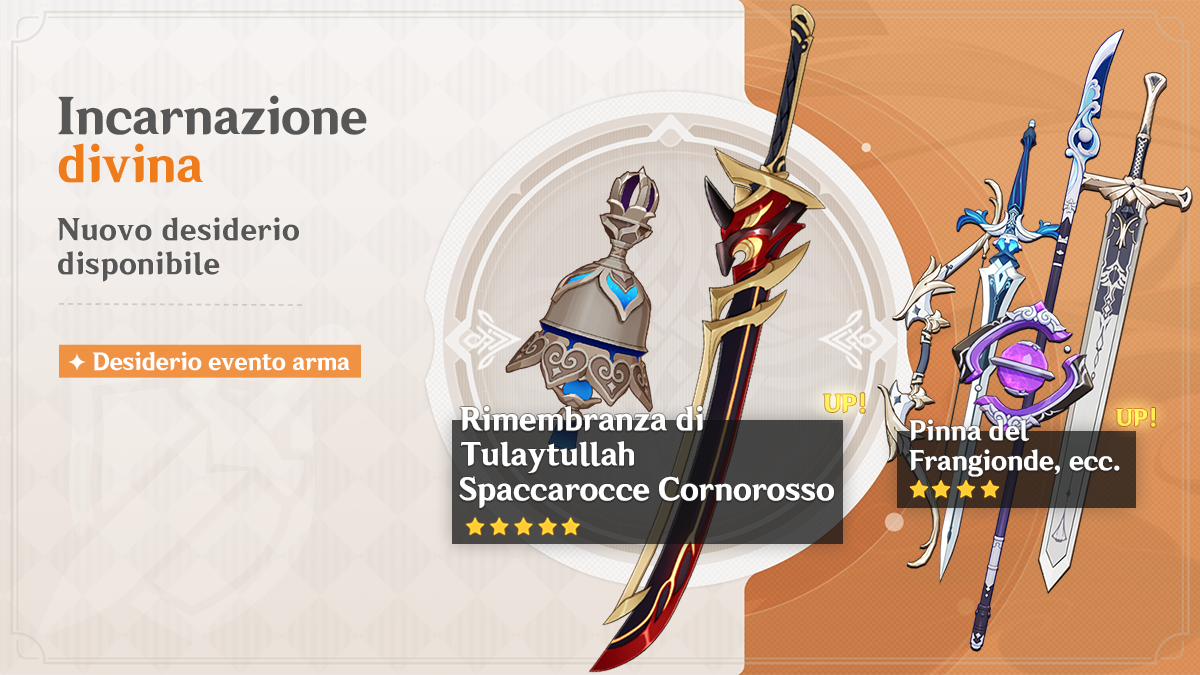 Incarnazione
divina
Nuovo desiderio
disponibile
✦ Desiderio evento arma
UP!
Rimembranza di
Tulaytullah
Spaccarocce Cornorosso
★★★★★
UP!
Pinna del
Frangionde, ecc.
★★★★